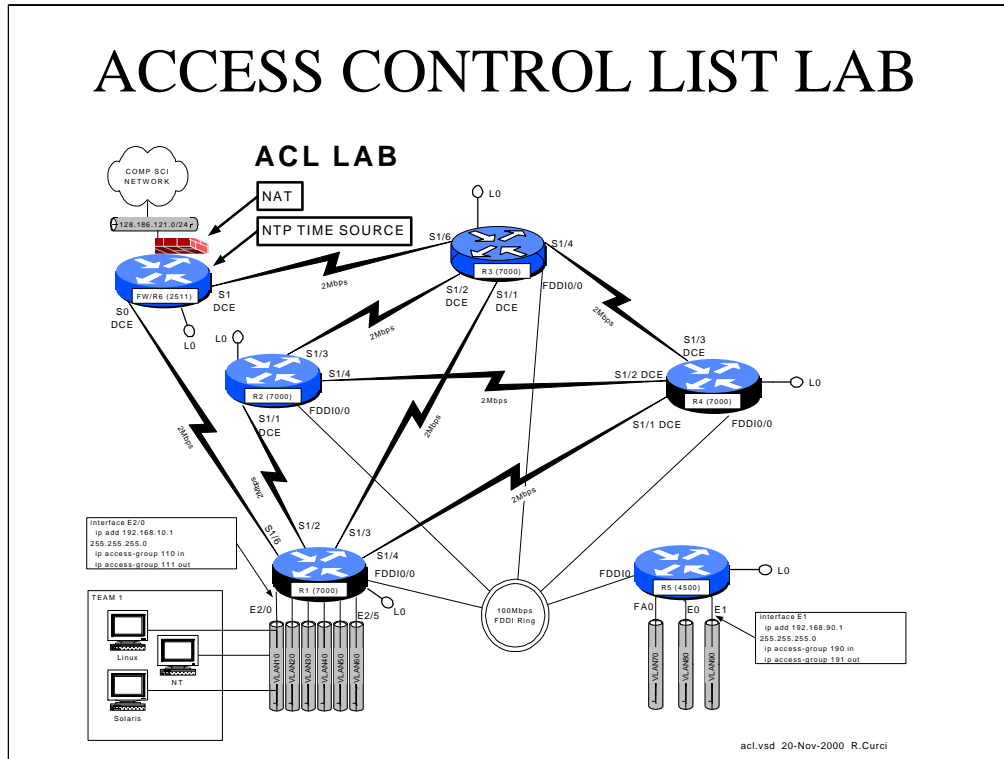 ACCESS CONTROL LIST LAB
ACL LAB
COMP SCI
NETWORK
NAT
128.186.121.0/24
NTP TIME SOURCE
L0
S1/6
S1/4
R3 (7000)
FW/R6 (2511)
S1
DCE
2Mbps
S1/2
DCE
S1/1
DCE
FDDI0/0
S0
DCE
L0
2Mbps
2Mbps
L0
S1/3
S1/3
DCE
S1/4
S1/2 DCE
L0
R2 (7000)
2Mbps
R4 (7000)
FDDI0/0
S1/1
DCE
S1/1 DCE
FDDI0/0
2Mbps
2Mbps
2Mbps
2Mbps
interface E2/0
ip add 192.168.10.1
255.255.255.0
ip access-group 110 in
ip access-group 111 out
S1/6
S1/2
S1/3
S1/4
FDDI0/0
R1 (7000)
L0
E2/0
E2/5
100Mbps
FDDI Ring
FDDI0
R5 (4500)
L0
FA0
E0
E1
interface E1
ip add 192.168.90.1
255.255.255.0
ip access-group 190 in
ip access-group 191 out
TEAM 1
Linux
NT
Solaris
VLAN10
VLAN20
VLAN30
VLAN40
VLAN50
VLAN60
VLAN70
VLAN80
VLAN90
acl.vsd 20-Nov-2000 R.Curci